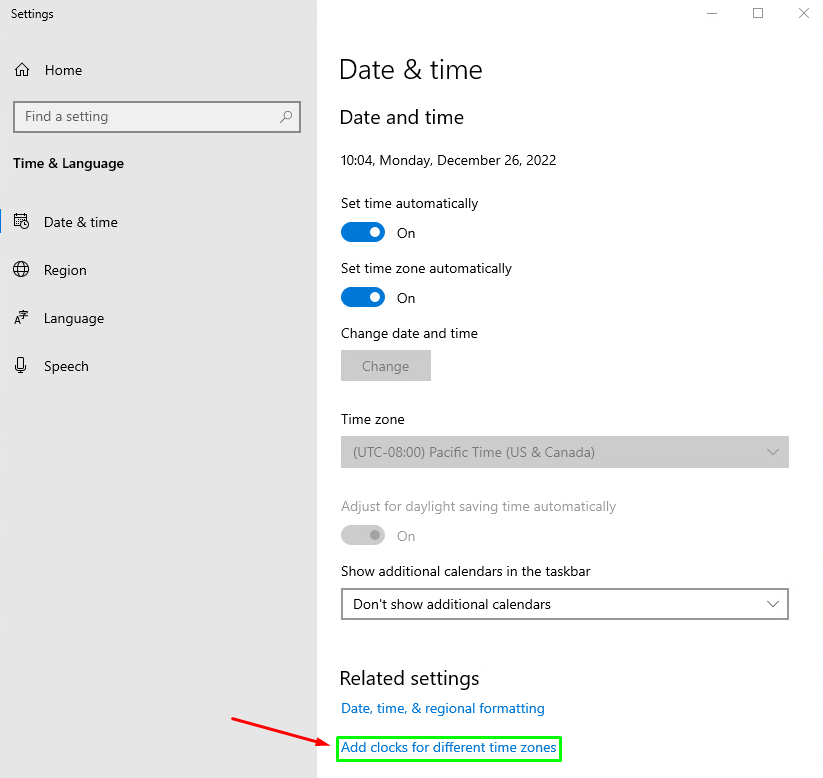 Settings
Home
Find a setting
Time & Language
Date & time
Region
Language
Speech
Date & time
Date and time
10:04, Monday, December 26, 2022
Set time automatically
On
Set time zone automatically
On
Change date and time
Change
Time zone
(UTC-08:00) Pacific Time (US & Canada)
Adjust for daylight saving time automatically
On
Show additional calendars in the taskbar
Don't show additional calendars
Related settings
Date, time, & regional formatting
Add clocks for different time zones